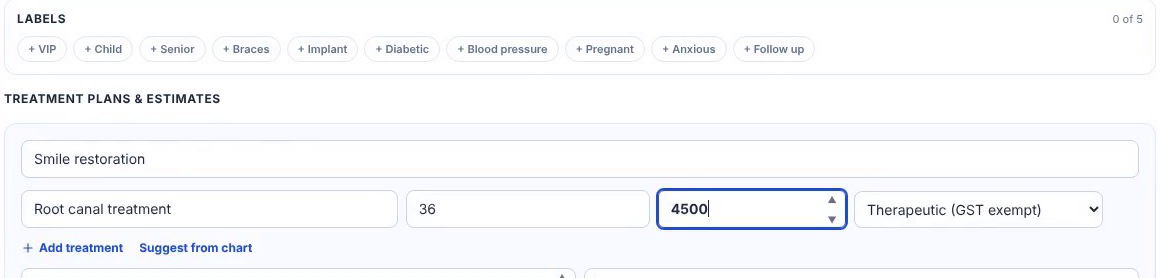 LABELS 0 of 5
+ VIP + Child + Senior + Braces + Implant + Diabetic + Blood pressure + Pregnant + Anxious + Follow up
TREATMENT PLANS & ESTIMATES
Smile restoration
Root canal treatment 36 4500 Therapeutic (GST exempt)
+ Add treatment Suggest from chart